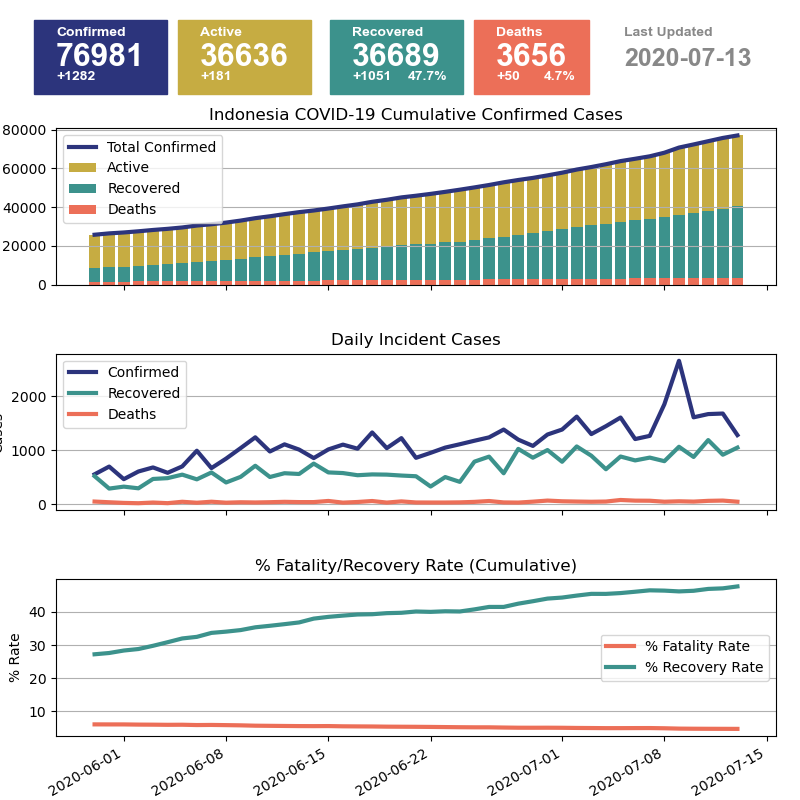 Confirmed
76981
+1282
Active
36636
+181
Recovered
36689
+1051 47.7%
Deaths
3656
+50 4.7%
Last Updated
2020-07-13
Indonesia COVID-19 Cumulative Confirmed Cases
80000
60000
40000
20000
0
Total Confirmed
Active
Recovered
Deaths
Daily Incident Cases
2000
1000
0
Confirmed
Recovered
Deaths
% Fatality/Recovery Rate (Cumulative)
% Rate
40
30
20
10
% Fatality Rate
% Recovery Rate
2020-06-01
2020-06-08
2020-06-15
2020-06-22
2020-07-01
2020-07-08
2020-07-15